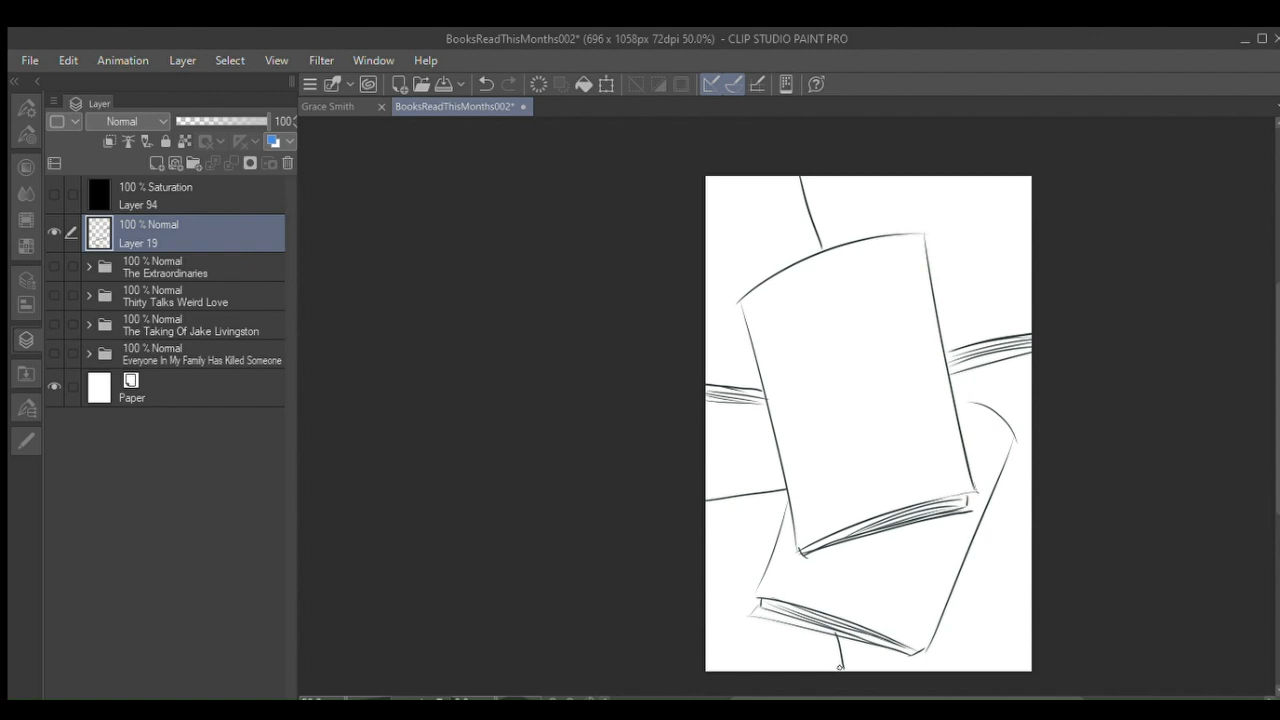 BooksReadThisMonths002* (696 x 1058px 72dpi 50.0%)  - CLIP STUDIO PAINT PRO
File Edit Animation Layer Select View Filter Window Help
Layer
Grace Smith
BooksReadThisMonths002*
Normal 100
100 % Saturation
Layer 94
100 % Normal
Layer 19
100 % Normal
The Extraordinaries
100 % Normal
Thirty Talks Weird Love
100 % Normal
The Taking Of Jake Livingston
100 % Normal
Everyone In My Family Has Killed Someone
Paper